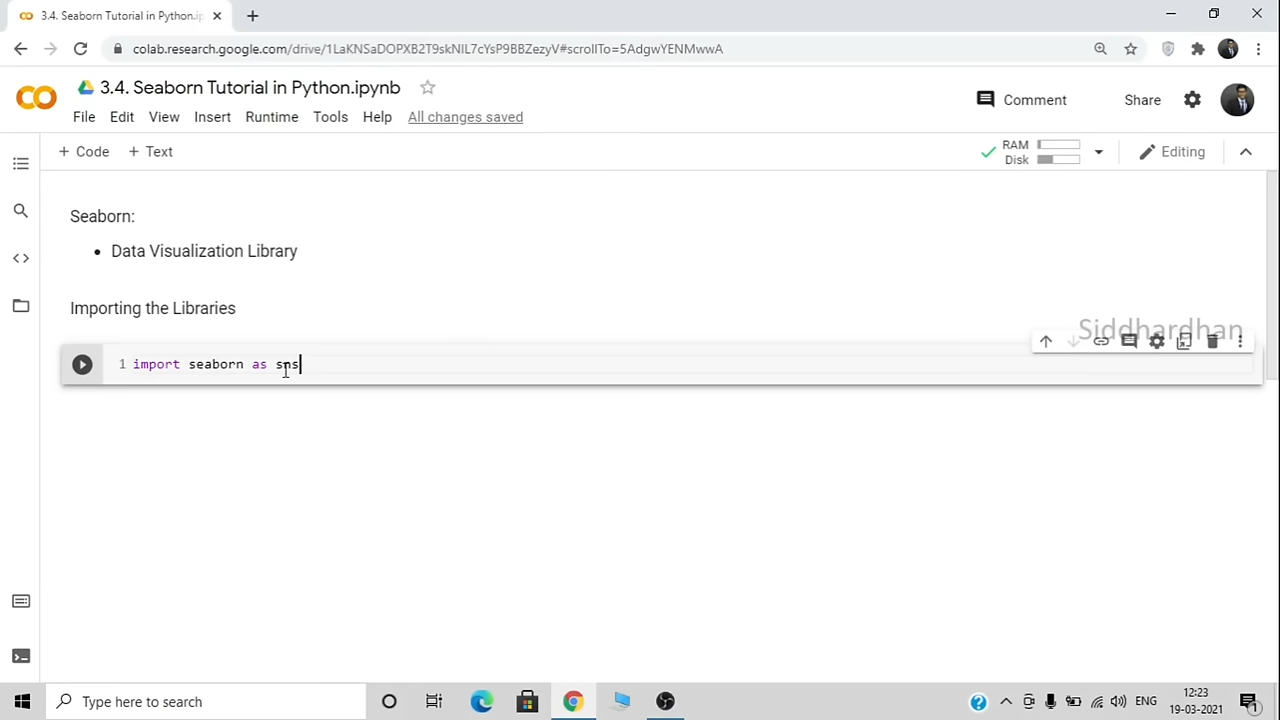 3.4. Seaborn Tutorial in Python.ip
colab.research.google.com/drive/1LaKNSaDOPXB2T9skNIL7cYsP9BBZezyV#scrollTo=5AdgwYENMwwA
CO
3.4. Seaborn Tutorial in Python.ipynb
Comment
Share
File Edit View Insert Runtime Tools Help All changes saved
+ Code + Text
RAM
Disk
Editing
Seaborn:
• Data Visualization Library
Importing the Libraries
Siddhardhan
1 import seaborn as sns
Type here to search
ENG
12:23
19-03-2021
1